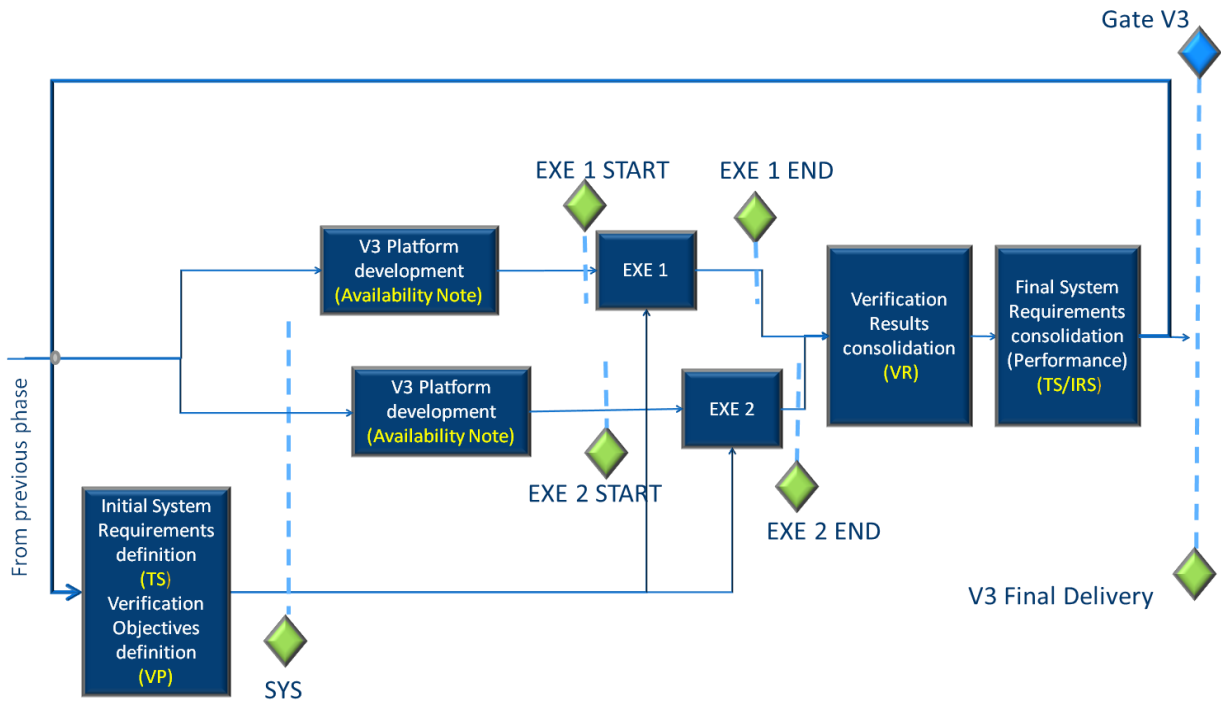 Gate V3
EXE 1 START
EXE 1 END
V3 Platform
development
(Availability Note)
EXE 1
Verification
Results
consolidation
(VR)
Final System
Requirements
consolidation
(Performance)
(TS/IRS)
V3 Platform
development
(Availability Note)
EXE 2
EXE 2 START
EXE 2 END
From previous phase
Initial System
Requirements
definition
(TS)
Verification
Objectives
definition
(VP)
SYS
V3 Final Delivery